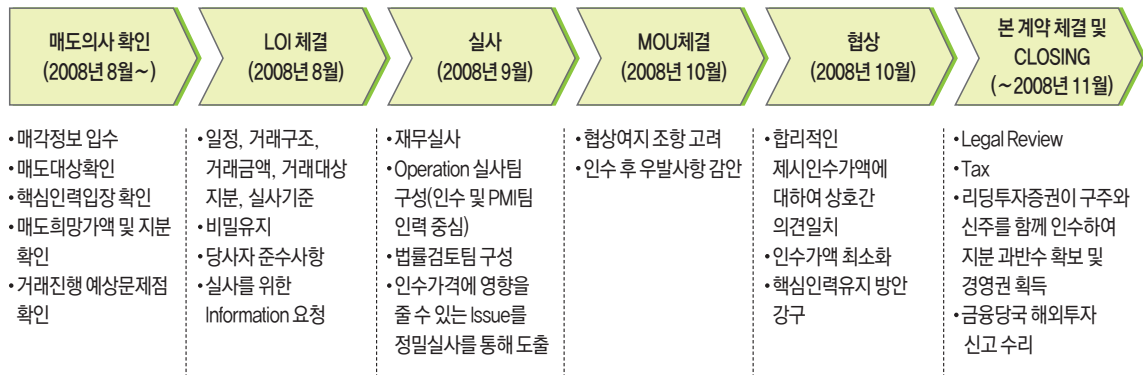 매도의사 확인
(2008년 8월~)
LOI 체결
(2008년 8월)
실사
(2008년 9월)
MOU체결
(2008년 10월)
협상
(2008년 10월)
본 계약 체결 및
CLOSING
(~2008년 11월)
• 매각정보 입수
• 매도대상확인
• 핵심인력입장 확인
• 매도희망가액 및 지분
확인
• 거래진행 예상문제점
확인
• 일정, 거래구조,
거래금액, 거래대상
지분, 실사기준
• 비밀유지
• 당사자 준수사항
• 실사를 위한
Information 요청
• 재무실사
• Operation 실사팀
구성(인수 및 PMI팀
인력 중심)
• 법률검토팀 구성
• 인수가격에 영향을
줄 수 있는 Issue를
정밀실사를 통해 도출
• 협상여지 조항 고려
• 인수 후 우발사항 감안
• 합리적인
제시인수가액에
대하여 상호간
의견일치
• 인수가액 최소화
• 핵심인력유지 방안
강구
• Legal Review
• Tax
• 리딩투자증권이 구주와
신주를 함께 인수하여
지분 과반수 확보 및
경영권 획득
• 금융당국 해외투자
신고 수리